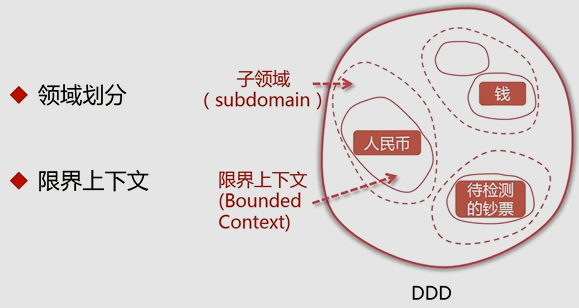 领域划分
限界上下文
子领域
（subdomain）
限界上下文
(Bounded
Context)
钱
人民币
待检测
的钞票
DDD